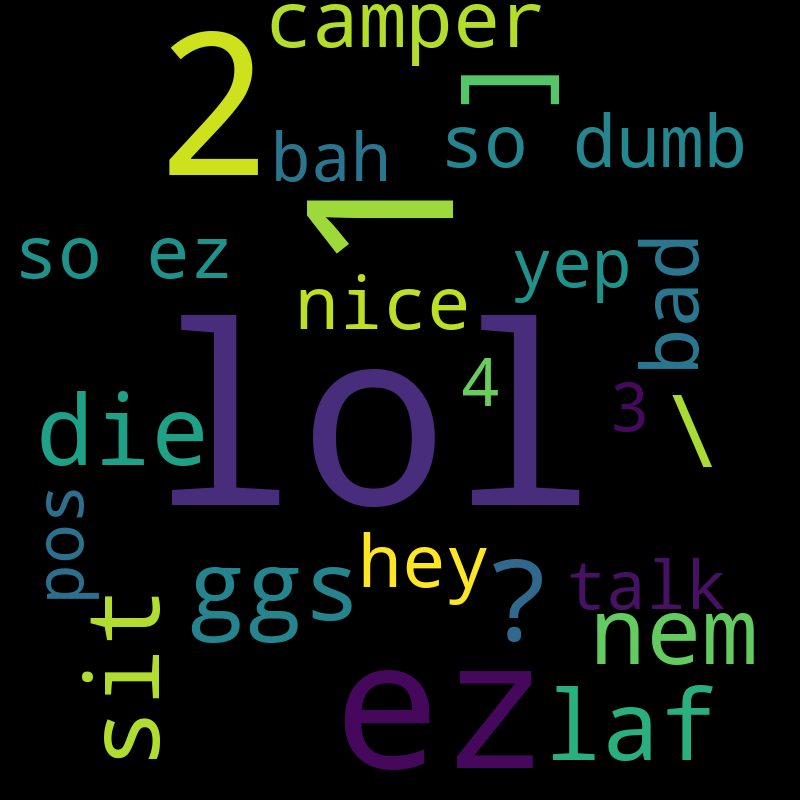 camper
2
]
so dumb
bah
1
so ez
yep
bad
nice
lol
4
3
die
\
pos
hey
ggs
?
talk
nem
sit
ez
laf